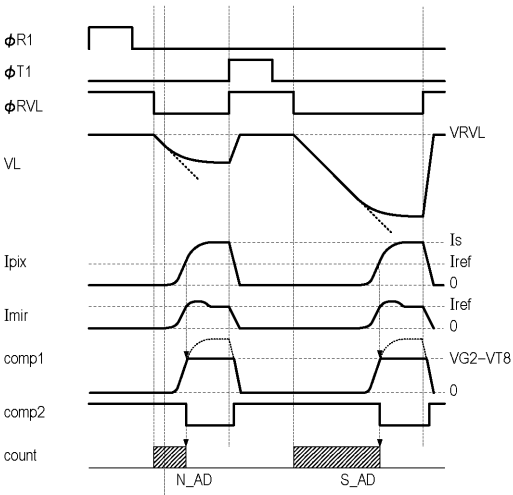 ϕR1
ϕT1
ϕRVL
VRVL
VL
Is
Ipix
Iref
0
Iref
Imir
0
comp1
VG2−VT8
0
comp2
count
N_AD
S_AD